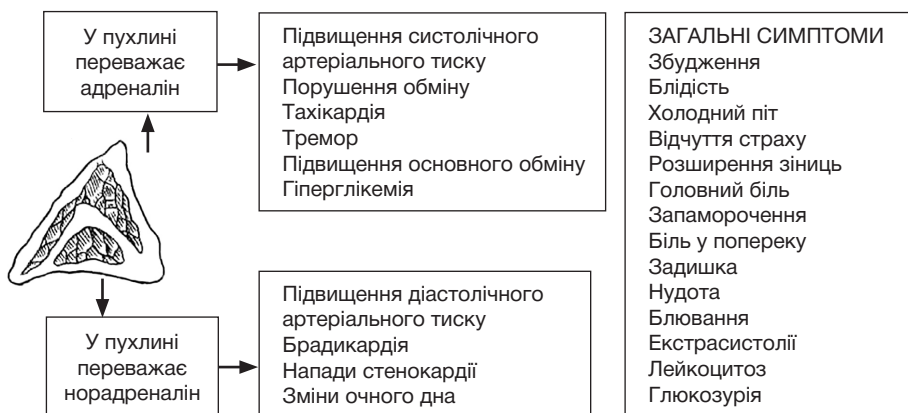 У пухлині
переважає
адреналін
Підвищення систолічного
артеріального тиску
Порушення обміну
Тахікардія
Тремор
Підвищення основного обміну
Гіперглікемія
У пухлині
переважає
норадреналін
Підвищення діастолічного
артеріального тиску
Брадикардія
Напади стенокардії
Зміни очного дна
ЗАГАЛЬНІ СИМПТОМИ
Збудження
Блідість
Холодний піт
Відчуття страху
Розширення зіниць
Головний біль
Запаморочення
Біль у попереку
Задишка
Нудота
Блювання
Екстрасистолії
Лейкоцитоз
Глюкозурія